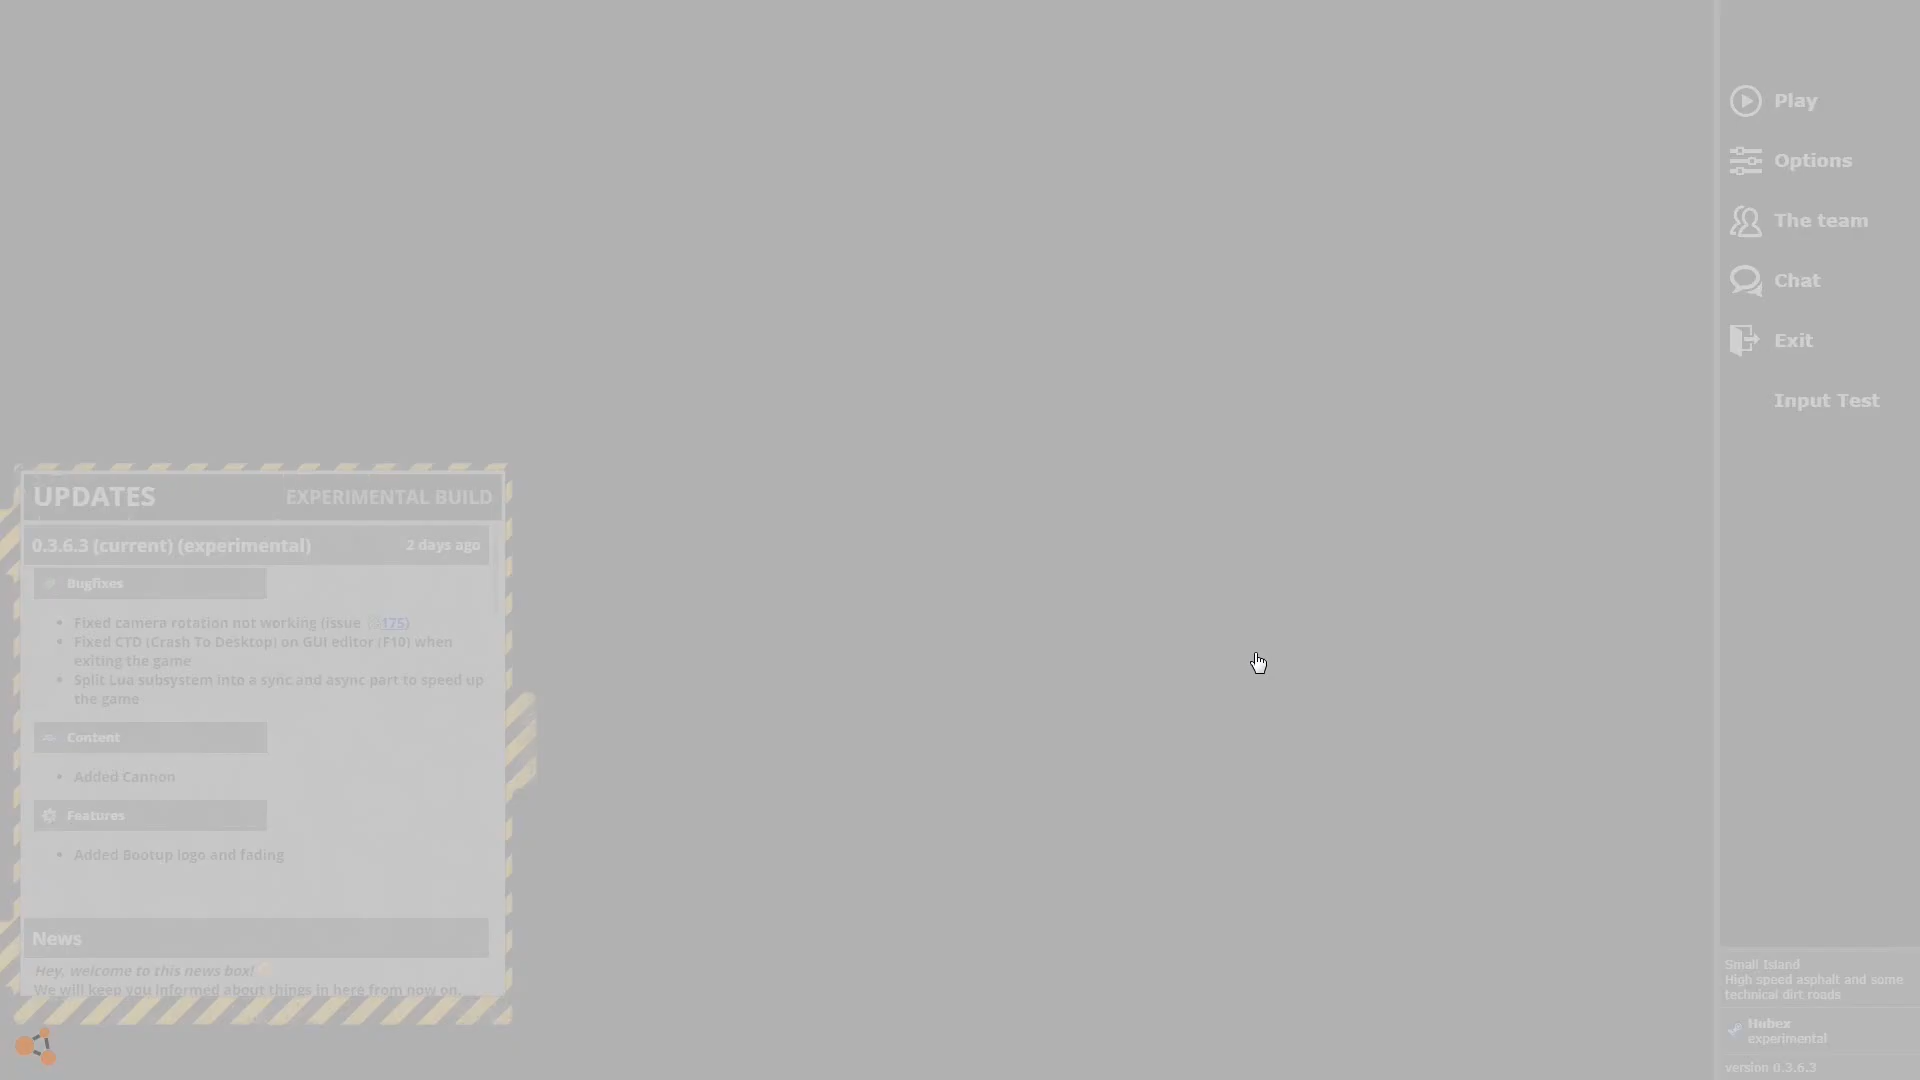 Play
Options
The team
Chat
Exit
Input Test
UPDATES EXPERIMENTAL BUILD
0.3.6.3 (current) (experimental) 2 days ago
Bugfixes
• Fixed camera rotation not working (issue 175)
• Fixed CTD (Crash To Desktop) on GUI editor (F10) when
exiting the game
• Split Lua subsystem into a sync and async part to speed up
the game
Content
• Added Cannon
Features
• Added Bootup logo and fading
News
Hey, welcome to this news box!
We will keep you informed about things in here from now on.
Small Island
High speed asphalt and some
technical dirt roads
Hubex
experimental
version 0.3.6.3